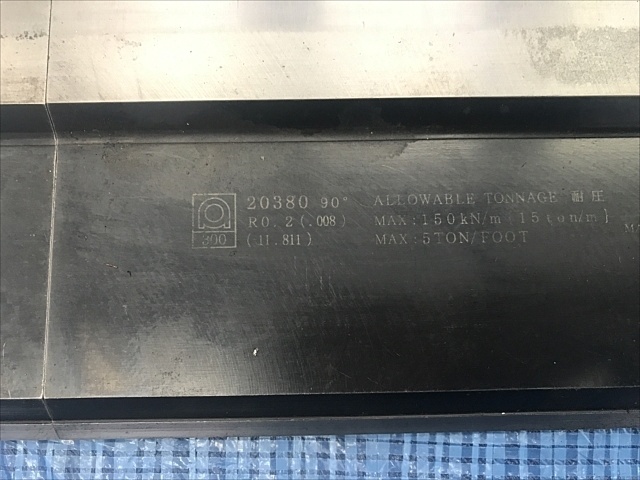 20380 90° ALLOWABLE TONNAGE 耐圧
R0.2(.008) MAX:150kN/m {15ton/m}
300 (11.811) MAX:5TON/FOOT